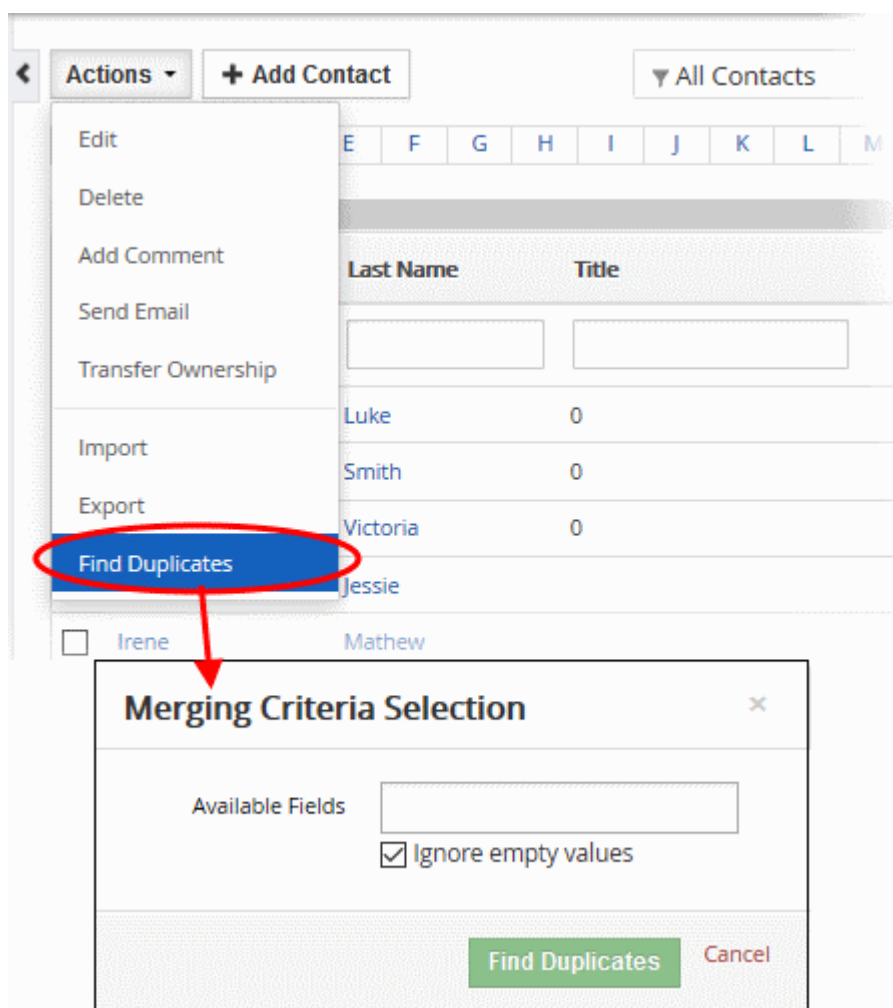 Actions + Add Contact All Contacts
Edit E F G H I J K L M
Delete
Add Comment Last Name Title
Send Email
Transfer Ownership
Luke 0
Import
Smith 0
Export
Victoria 0
Find Duplicates
Jessie
Irene Mathew
Merging Criteria Selection ×
Available Fields
Ignore empty values
Find Duplicates Cancel